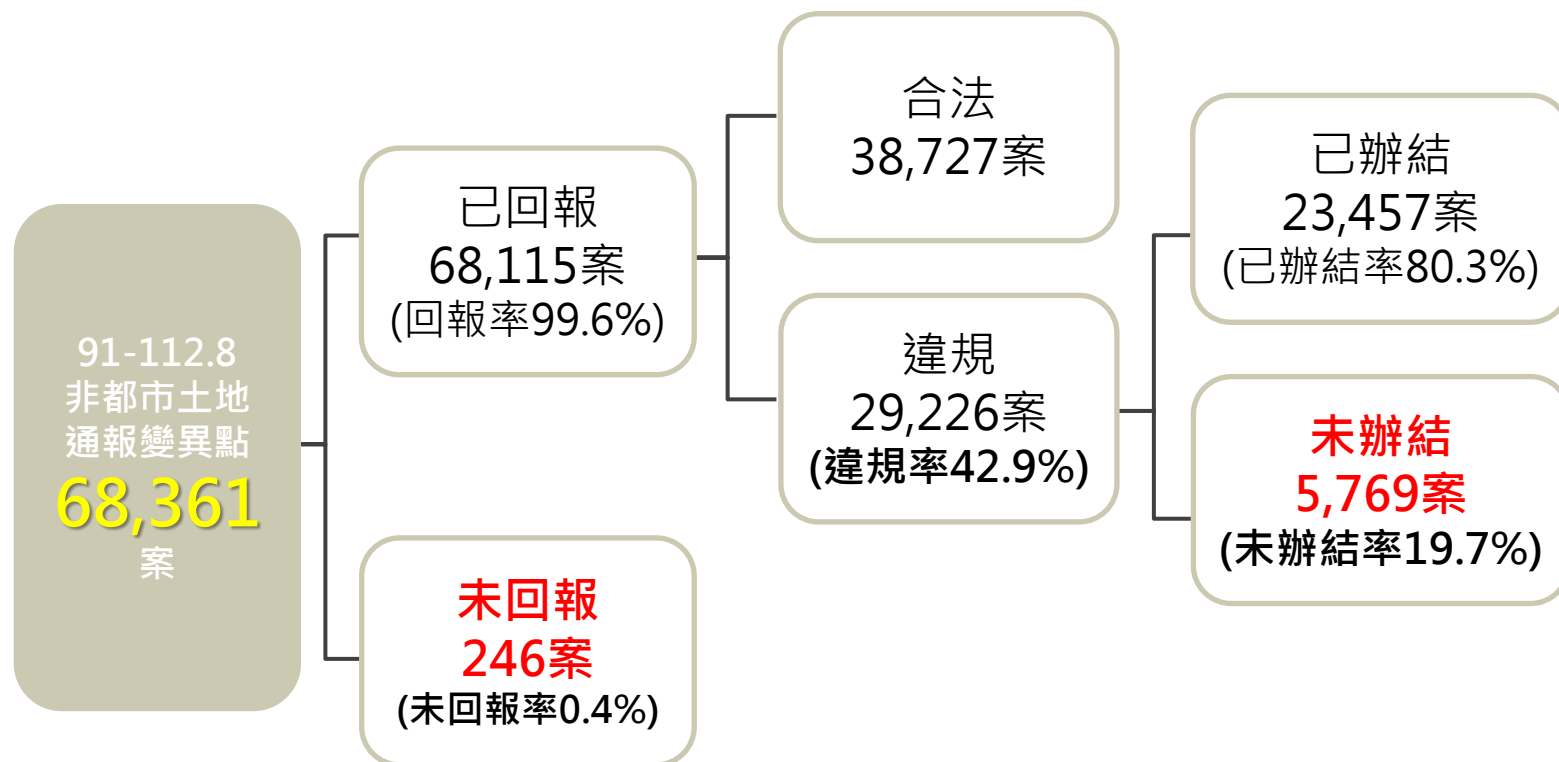 91-112.8
非都市土地
通報變異點
68,361
案
已回報
68,115案
(回報率99.6%)
未回報
246案
(未回報率0.4%)
合法
38,727案
違規
29,226案
(違規率42.9%)
已辦結
23,457案
(已辦結率80.3%)
未辦結
5,769案
(未辦結率19.7%)